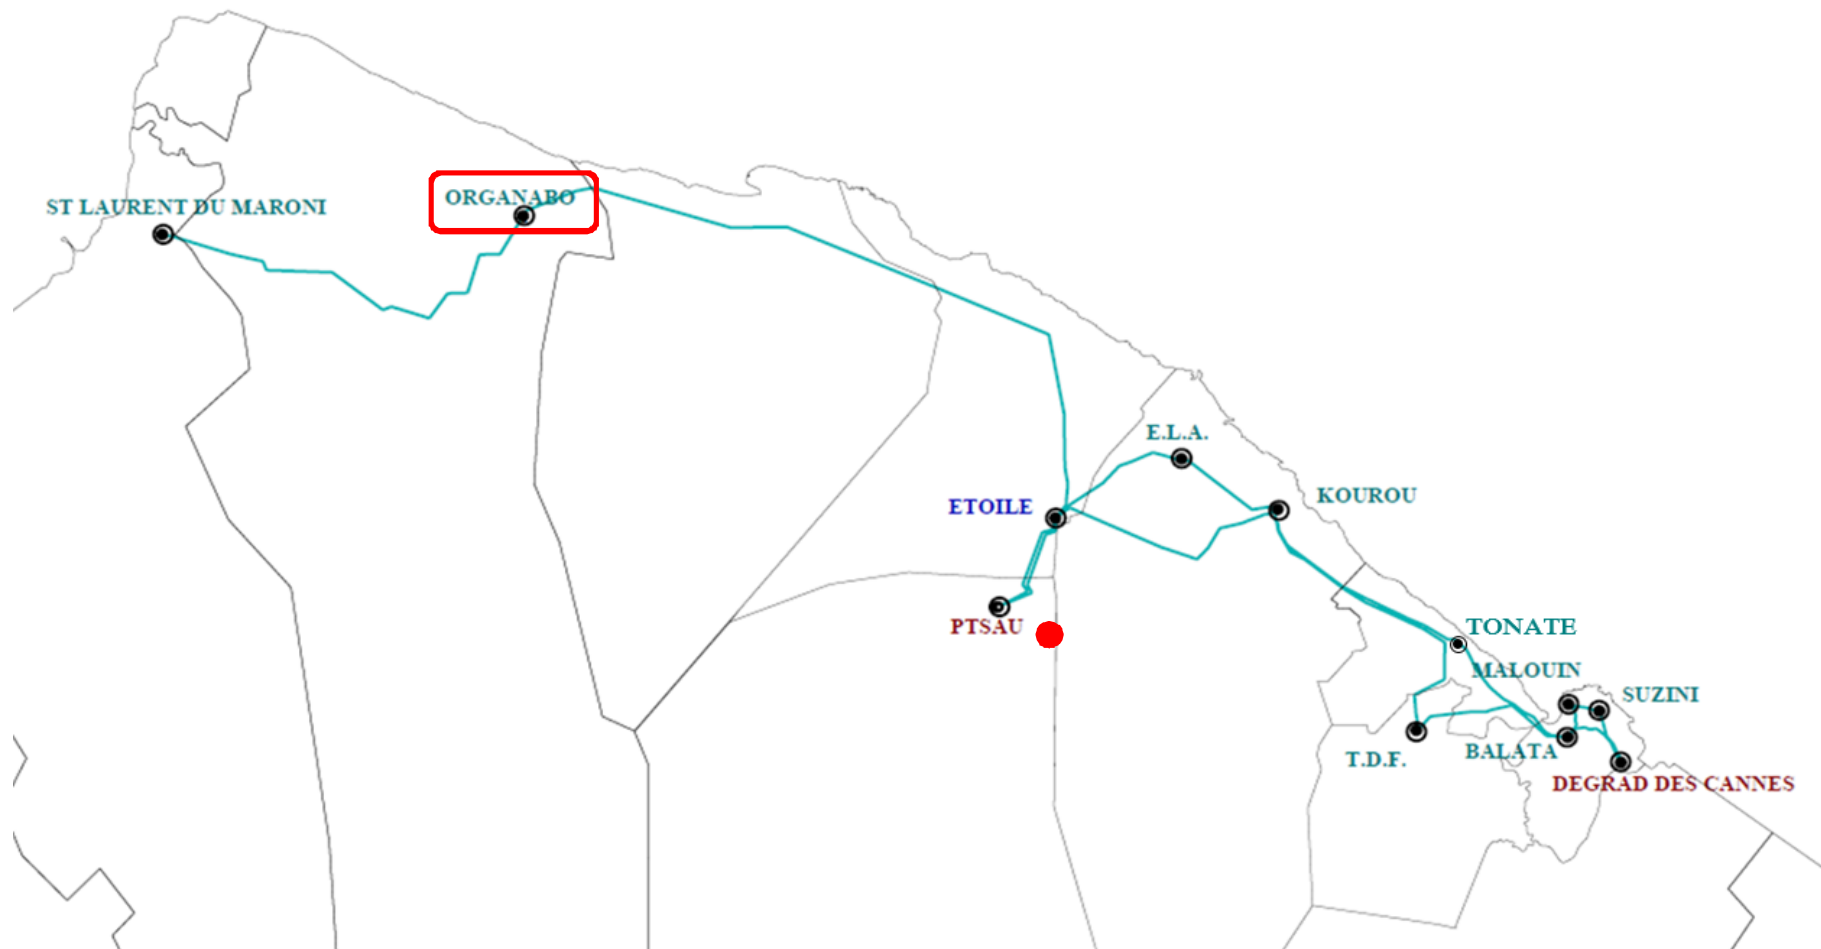 ORGANABO
ST LAURENT DU MARONI
E.L.A.
KOUROU
ETOILE
PTSAU
TONATE
MALOUIN
SUZINI
BALATA
T.D.F.
DEGRAD DES CANNES